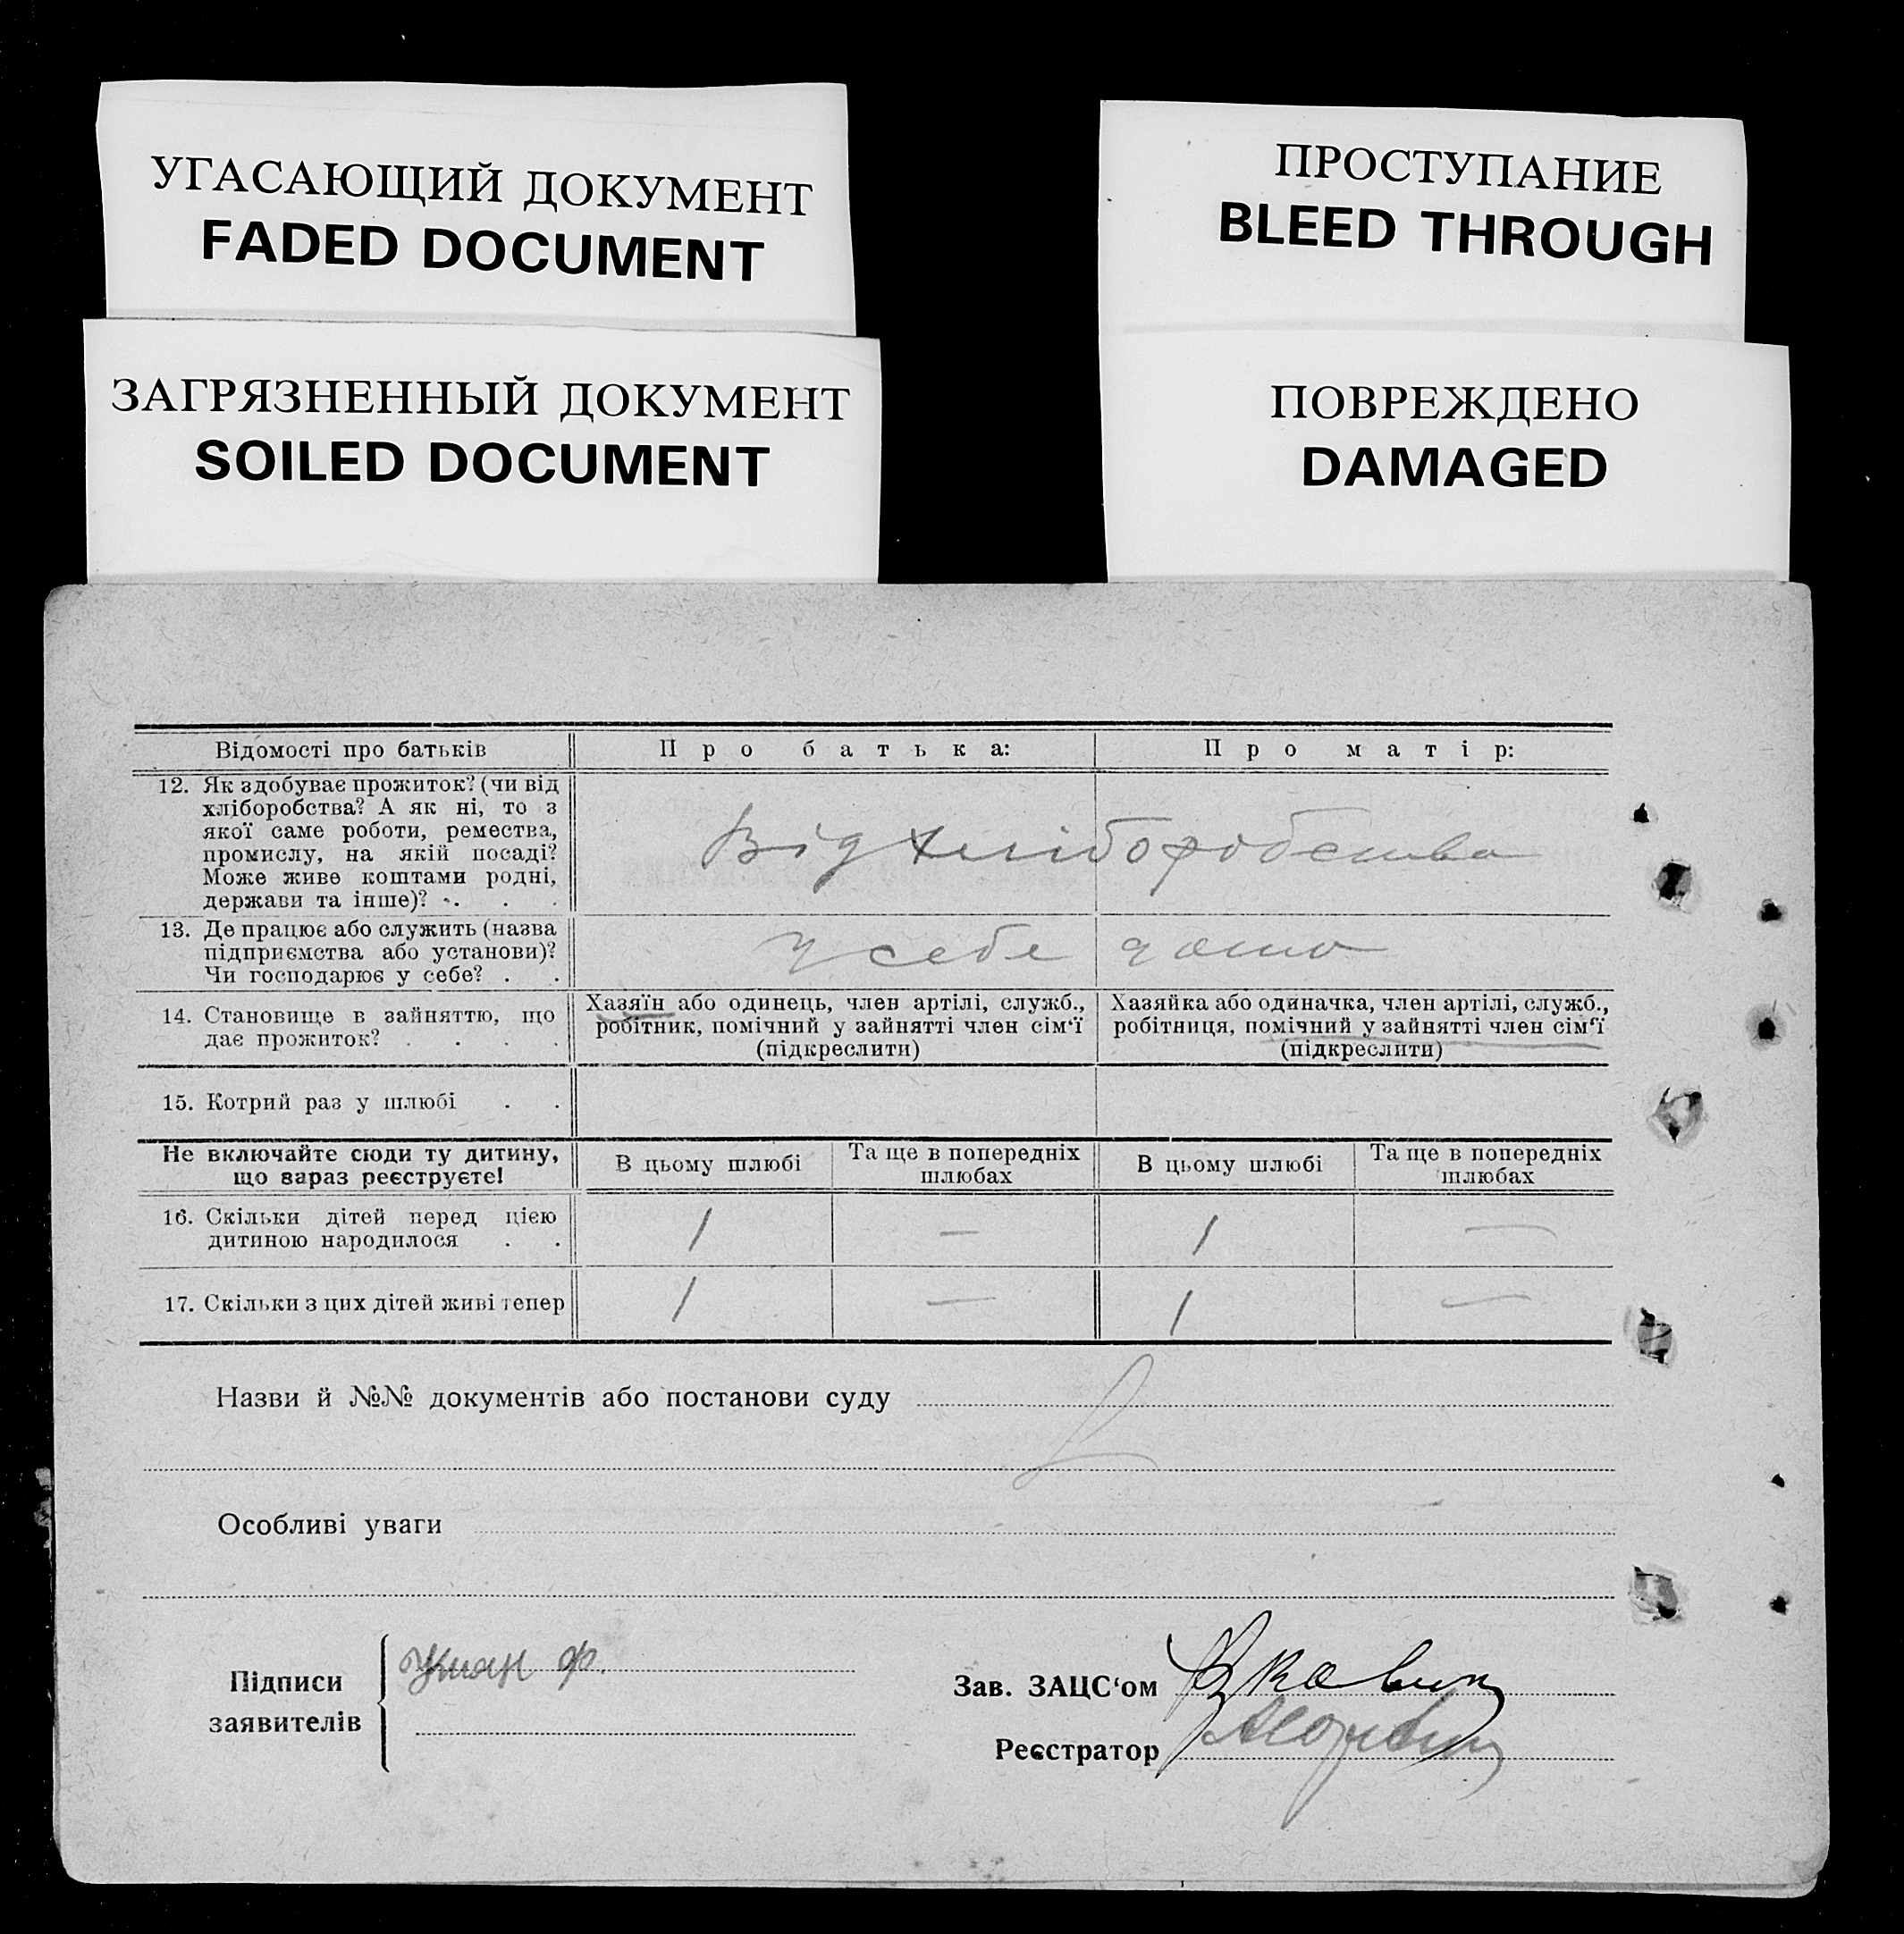 УГАСАЮЩИЙ ДОКУМЕНТ
FADED DOCUMENT
ПРОСТУПАНИЕ
BLEED THROUGH
ЗАГРЯЗНЕННЫЙ ДОКУМЕНТ
SOILED DOCUMENT
ПОВРЕЖДЕНО
DAMAGED
Відомості про батьків
Про батька:
Про матір:
12. Як здобуває прожиток? (чи від
хліборобства? А як ні, то з
якої саме роботи, ремества,
промислу, на якій посаді?
Може живе коштами родні,
держави та інше)? . . .
Від хліборобства
13. Де працює або служить (назва
підприємства або установи)?
Чи господарює у себе? . .
у себе дома
14. Становище в зайняттю, що
дає прожиток? . . . .
Хазяїн або одинець, член артілі, служб.,
робітник, помічний у зайнятті член сім‘ї
(підкреслити)
Хазяйка або одиначка, член артілі, служб.,
робітниця, помічний у зайнятті член сім‘ї
(підкреслити)
15. Котрий раз у шлюбі . .
Не включайте сюди ту дитину,
що зараз реєструєте!
В цьому шлюбі
Та ще в попередніх
шлюбах
В цьому шлюбі
Та ще в попередніх
шлюбах
16. Скільки дітей перед цією
дитиною народилося . .
1 — 1 —
17. Скільки з цих дітей живі тепер
1 — 1 —
Назви й №№ документів або постанови суду
Особливі уваги
Підписи
заявителів
Ф.
Зав. ЗАЦС‘ом
Реєстратор